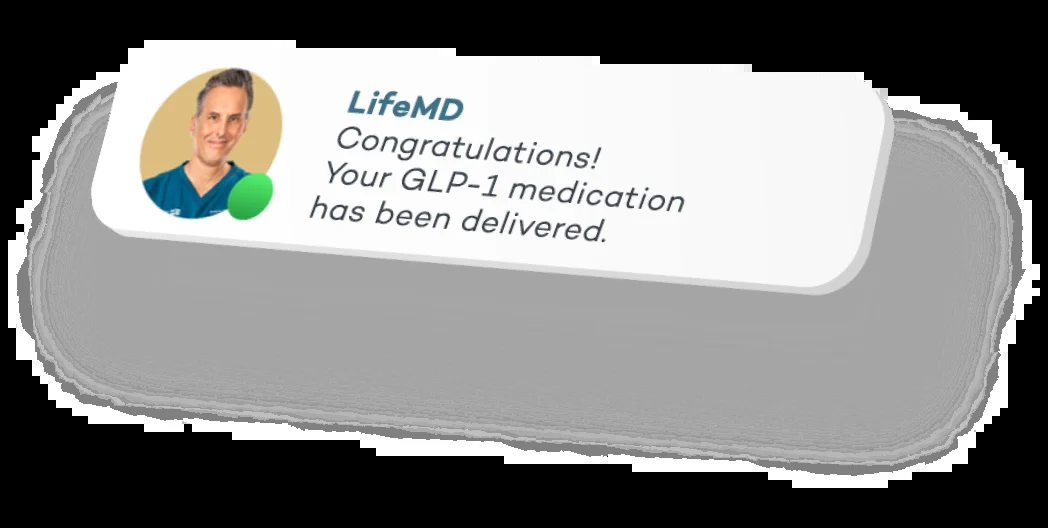 LifeMD
Congratulations!
Your GLP-1 medication
has been delivered.